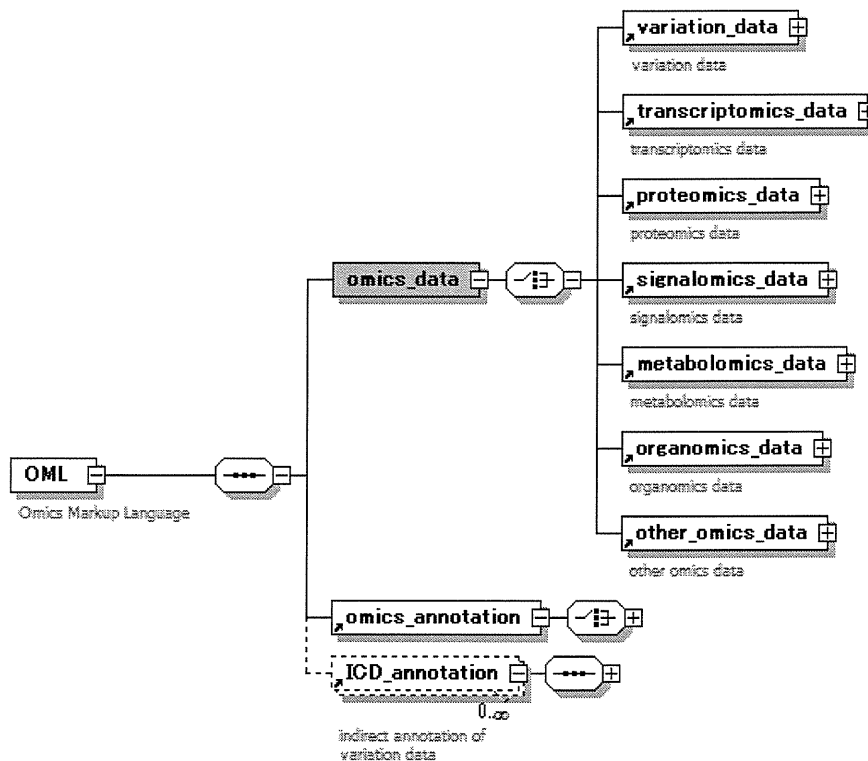 variation_data
variation data
transcriptomics_data
transcriptomics data
proteomics_data
proteomics data
omics_data
signalomics_data
signalomics data
metabolomics_data
metabolomics data
OML
Omics Markup Language
organomics_data
organomics data
other_omics_data
other omics data
omics_annotation
ICD_annotation
0..∞
indirect annotation of
variation data